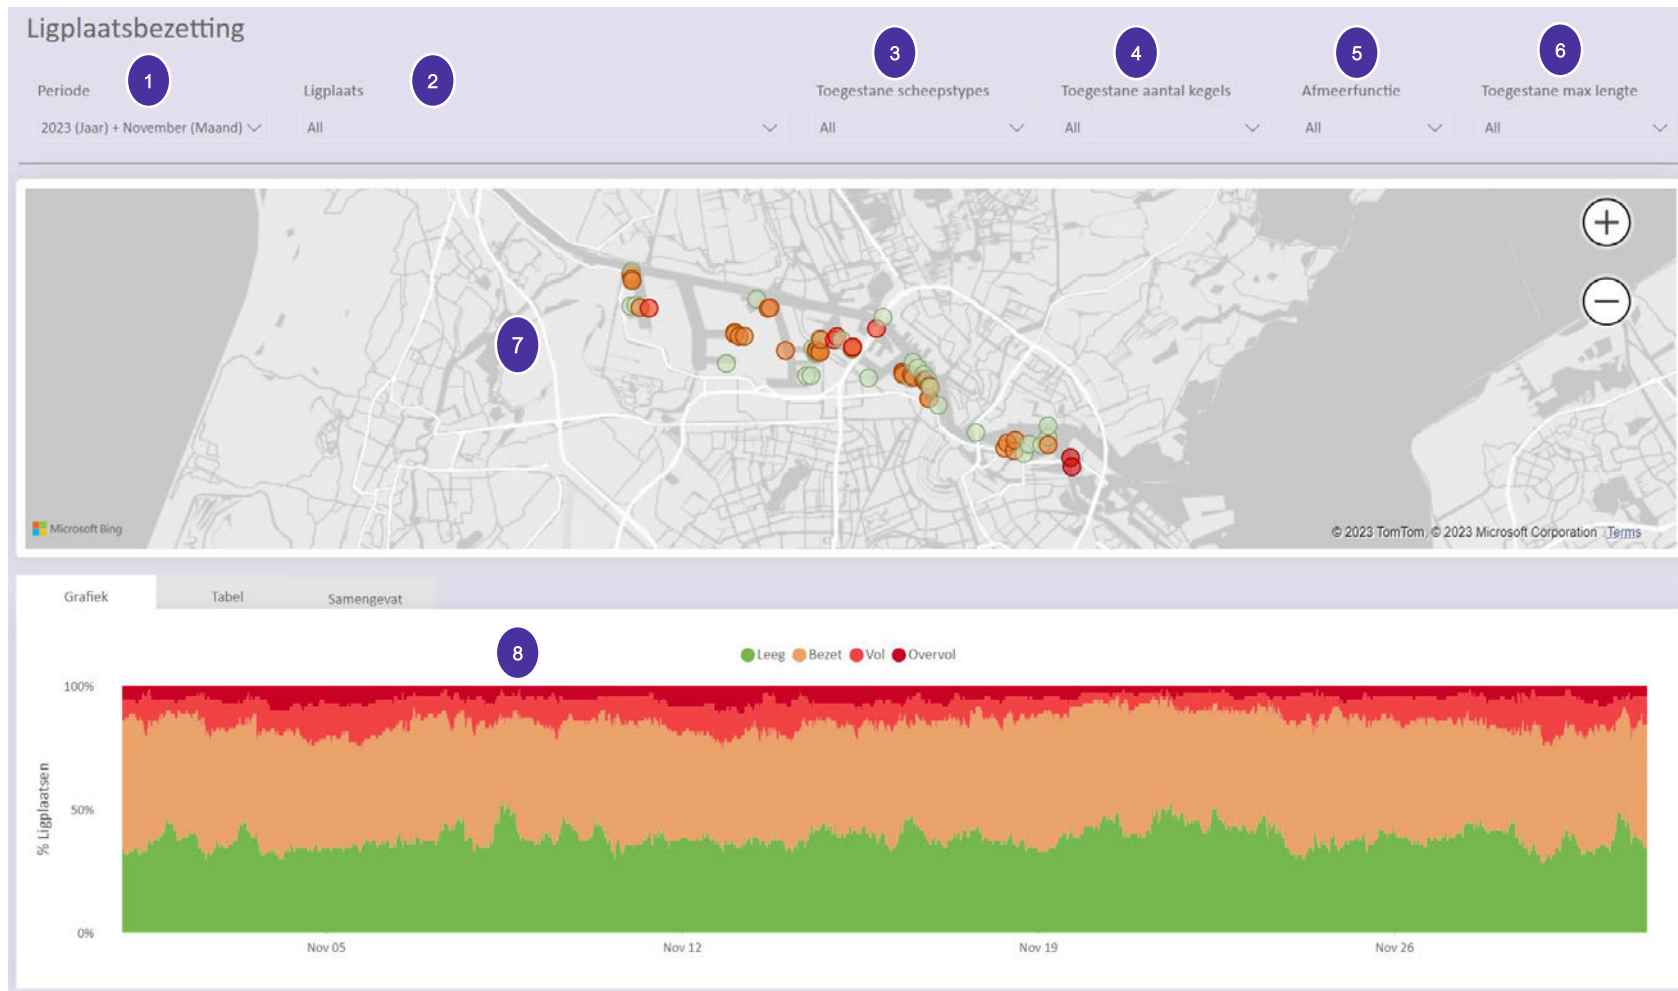 Ligplaatsbezetting
1
2
3
4
5
6
Periode
Ligplaats
Toegestane scheepstypes
Toegestane aantal kegels
Afmeerfunctie
Toegestane max lengte
2023 (Jaar) + November (Maand)
All
All
All
All
All
7
Microsoft Bing
© 2023 TomTom, © 2023 Microsoft Corporation Terms
Grafiek
Tabel
Samengevat
8
Leeg Bezet Vol Overvol
% Ligplaatsen
100%
50%
0%
Nov 05
Nov 12
Nov 19
Nov 26